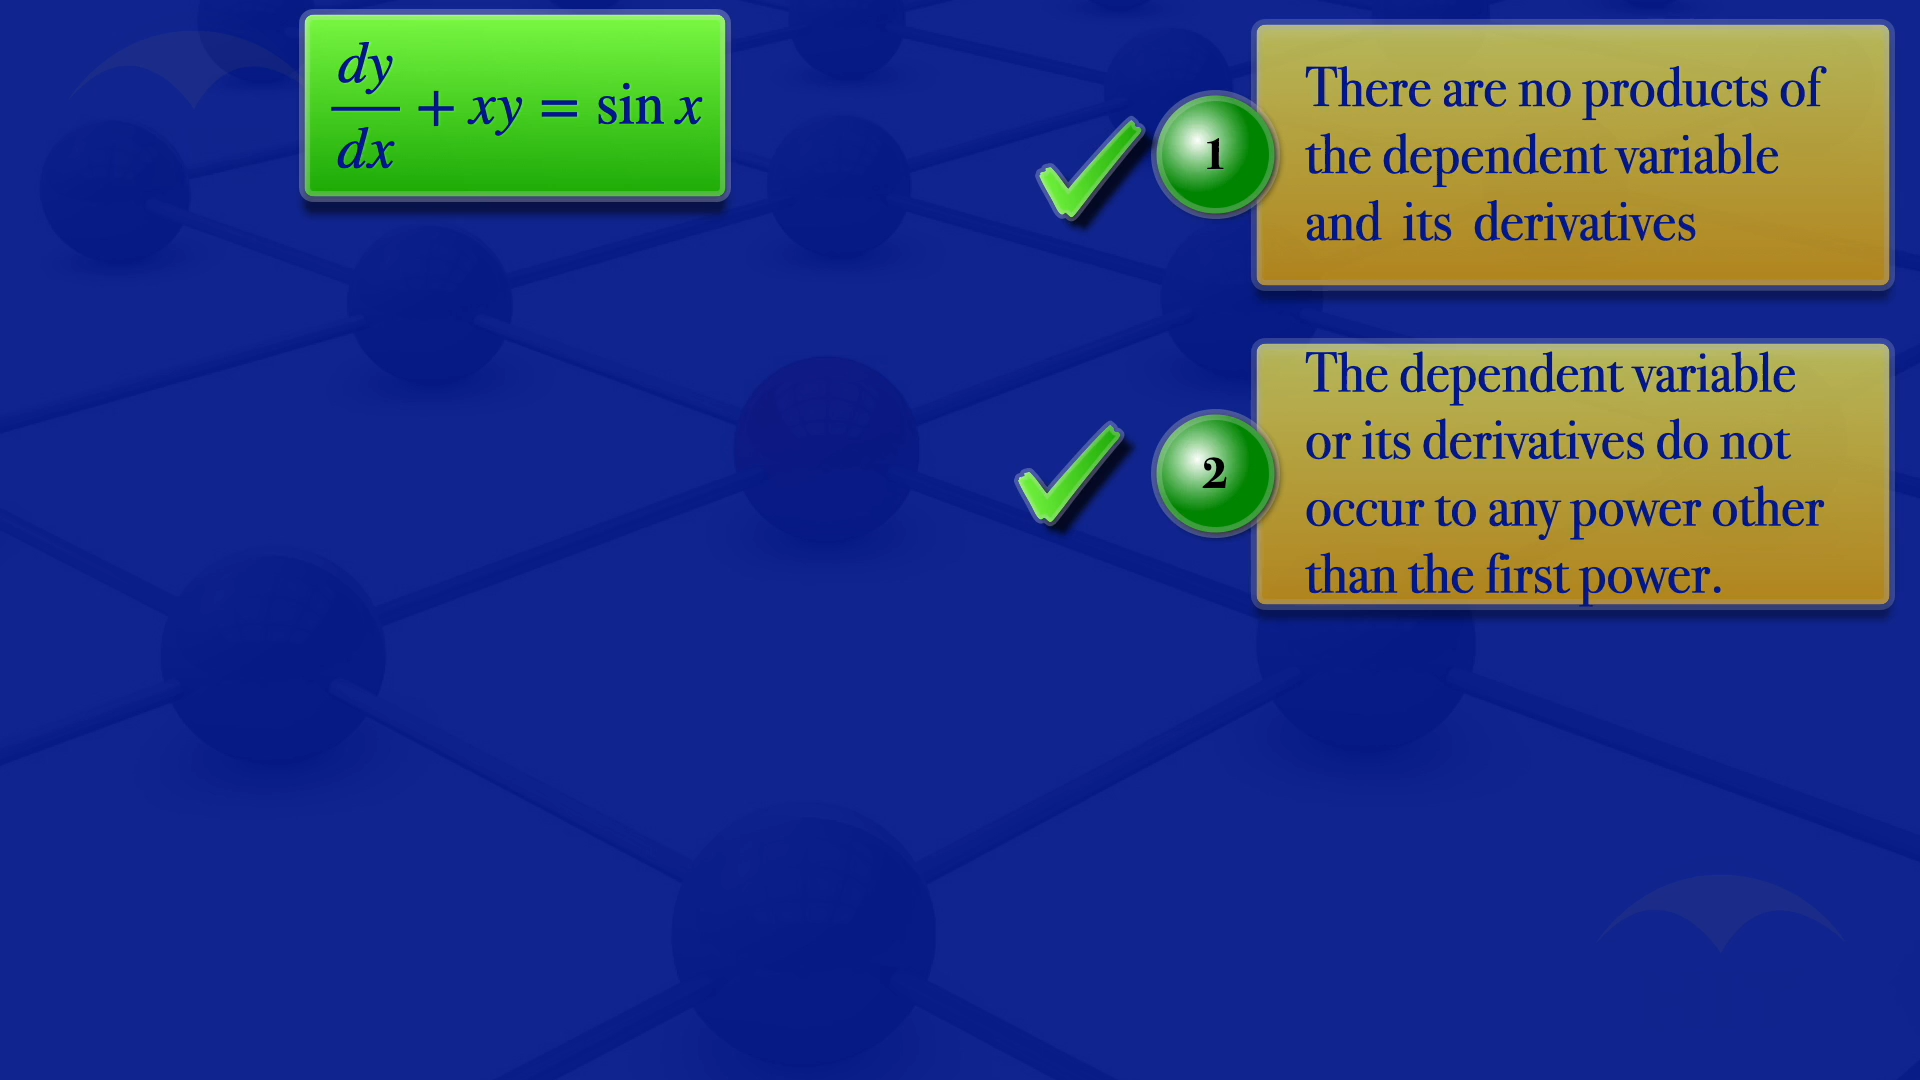 dy/dx + xy = sin x
1
There are no products of
the dependent variable
and its derivatives
2
The dependent variable
or its derivatives do not
occur to any power other
than the first power.